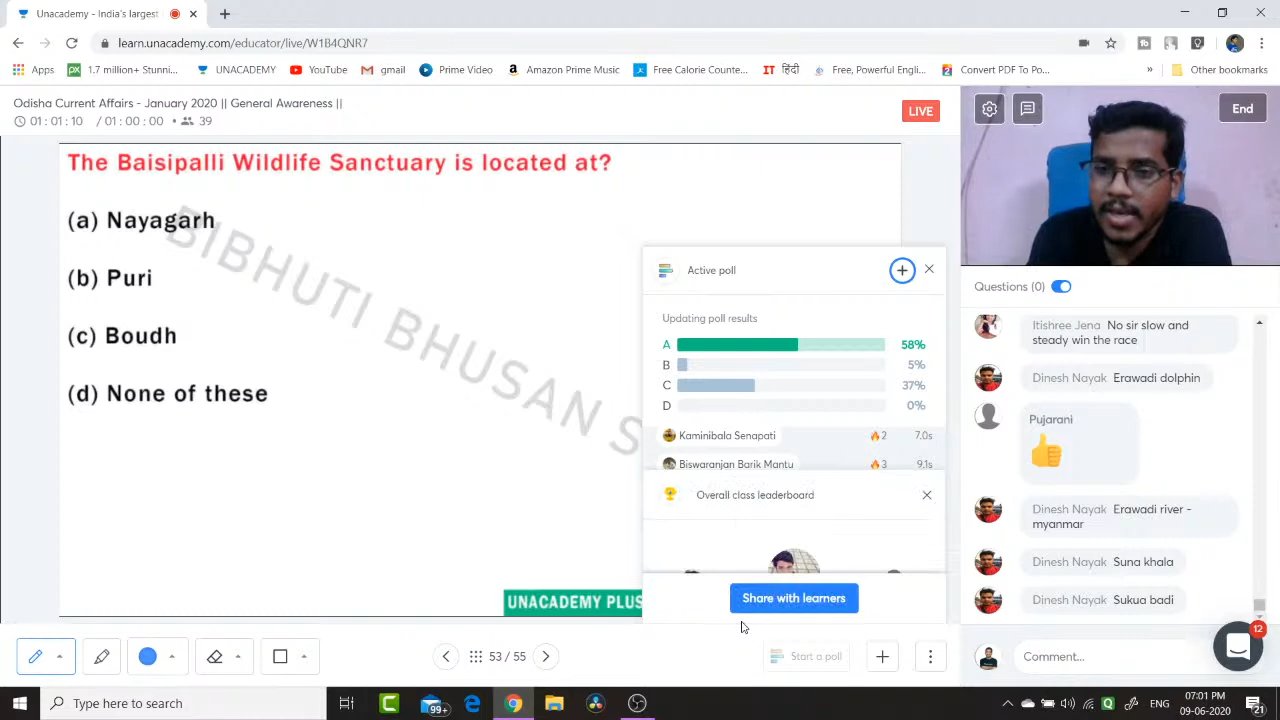 Unacademy - India's largest
learn.unacademy.com/educator/live/W1B4QNR7
Apps 1.7 million+ Stunni... UNACADEMY YouTube gmail Prime Video Amazon Prime Music Free Calorie Counte... हिंदी Free, Powerful Engli... Convert PDF To Po... » Other bookmarks
Odisha Current Affairs - January 2020 || General Awareness ||
01:01:10 / 01:00:00 • 39
LIVE
End
The Baisipalli Wildlife Sanctuary is located at?
(a) Nayagarh
(b) Puri
(c) Boudh
(d) None of these
BIBHUTI BHUSAN S
UNACADEMY PLUS
Active poll
Updating poll results
A 58%
B 5%
C 37%
D 0%
Kaminibala Senapati 2 7.0s
Biswaranjan Barik Mantu 3 9.1s
Overall class leaderboard
Share with learners
Questions (0)
Itishree Jena No sir slow and
steady win the race
Dinesh Nayak Erawadi dolphin
Pujarani
Dinesh Nayak Erawadi river -
myanmar
Dinesh Nayak Suna khala
Dinesh Nayak Sukua badi
53 / 55
Start a poll
Comment...
12
Type here to search
99+
ENG
07:01 PM
09-06-2020
21